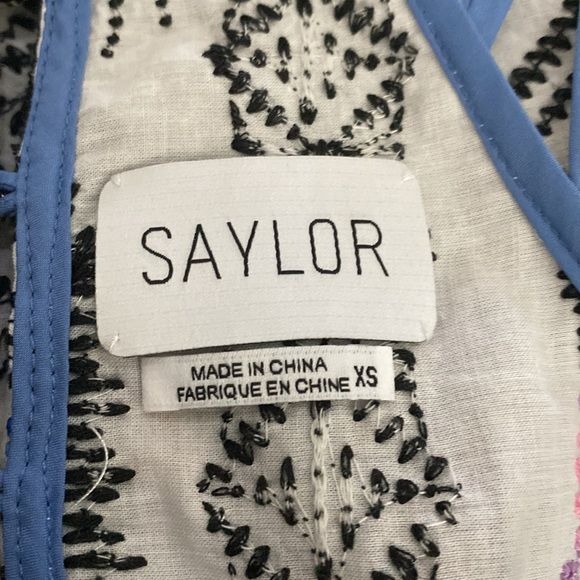 SAYLOR
MADE IN CHINA
FABRIQUE EN CHINE XS